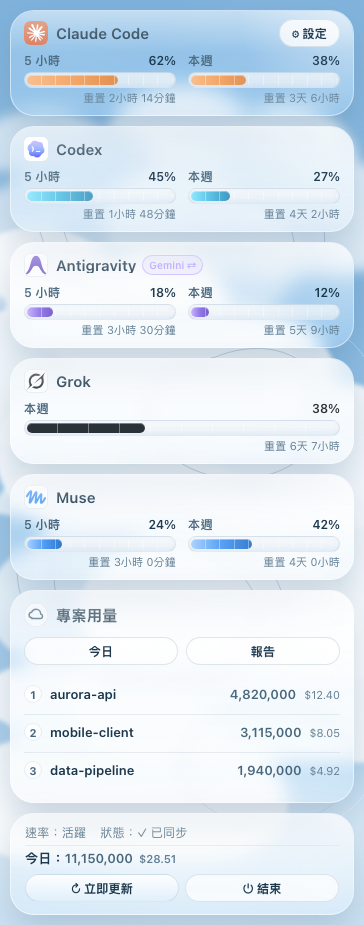 Claude Code ⚙ 設定
5 小時 62% 本週 38%
重置 2小時 14分鐘 重置 3天 6小時
Codex
5 小時 45% 本週 27%
重置 1小時 48分鐘 重置 4天 2小時
Antigravity Gemini ⇄
5 小時 18% 本週 12%
重置 3小時 30分鐘 重置 5天 9小時
Grok
本週 38%
重置 6天 7小時
Muse
5 小時 24% 本週 42%
重置 3小時 0分鐘 重置 4天 0小時
專案用量
今日 報告
1 aurora-api 4,820,000 $12.40
2 mobile-client 3,115,000 $8.05
3 data-pipeline 1,940,000 $4.92
速率：活躍 狀態：✓ 已同步
今日：11,150,000 $28.51
↻ 立即更新 ⏻ 結束